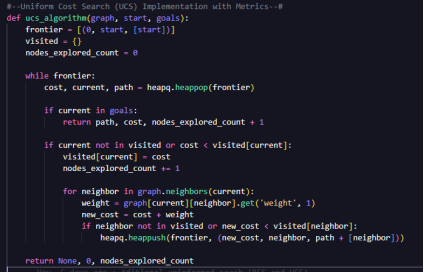 #--Uniform Cost Search (UCS) Implementation with Metrics--#
def ucs_algorithm(graph, start, goals):
    frontier = [(0, start, [start])]
    visited = {}
    nodes_explored_count = 0

    while frontier:
        cost, current, path = heapq.heappop(frontier)

        if current in goals:
            return path, cost, nodes_explored_count + 1

        if current not in visited or cost < visited[current]:
            visited[current] = cost
            nodes_explored_count += 1

            for neighbor in graph.neighbors(current):
                weight = graph[current][neighbor].get('weight', 1)
                new_cost = cost + weight
                if neighbor not in visited or new_cost < visited[neighbor]:
                    heapq.heappush(frontier, (new_cost, neighbor, path + [neighbor]))

    return None, 0, nodes_explored_count